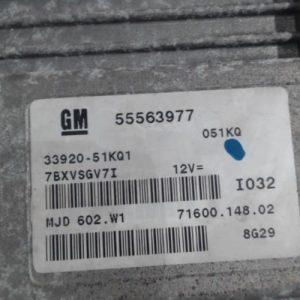 GM 55563977
051KQ
33920-51KQ1
7BXVSGV7I 12V=
I032
MJD 602.W1 71600.148.02
8G29